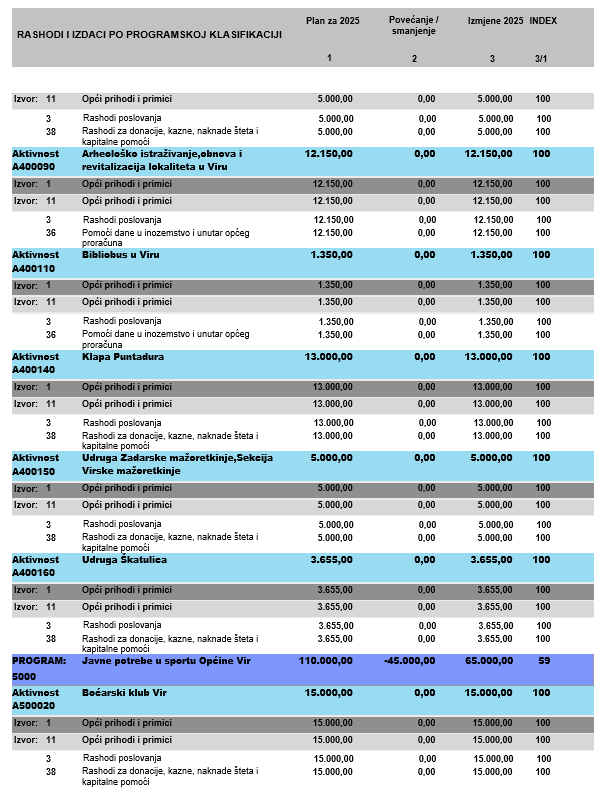 RASHODI I IZDACI PO PROGRAMSKOJ KLASIFIKACIJI Plan za 2025 Povećanje / smanjenje Izmjene 2025 INDEX
1 2 3 3/1
Izvor: 11 Opći prihodi i primici 5.000,00 0,00 5.000,00 100
3 Rashodi poslovanja 5.000,00 0,00 5.000,00 100
38 Rashodi za donacije, kazne, naknade šteta i 5.000,00 0,00 5.000,00 100
kapitalne pomoći
Aktivnost Arheološko istraživanje,obnova i 12.150,00 0,00 12.150,00 100
A400090 revitalizacija lokaliteta u Viru
Izvor: 1 Opći prihodi i primici 12.150,00 0,00 12.150,00 100
Izvor: 11 Opći prihodi i primici 12.150,00 0,00 12.150,00 100
3 Rashodi poslovanja 12.150,00 0,00 12.150,00 100
36 Pomoći dane u inozemstvo i unutar općeg 12.150,00 0,00 12.150,00 100
proračuna
Aktivnost Bibliobus u Viru 1.350,00 0,00 1.350,00 100
A400110
Izvor: 1 Opći prihodi i primici 1.350,00 0,00 1.350,00 100
Izvor: 11 Opći prihodi i primici 1.350,00 0,00 1.350,00 100
3 Rashodi poslovanja 1.350,00 0,00 1.350,00 100
36 Pomoći dane u inozemstvo i unutar općeg 1.350,00 0,00 1.350,00 100
proračuna
Aktivnost Klapa Puntadura 13.000,00 0,00 13.000,00 100
A400140
Izvor: 1 Opći prihodi i primici 13.000,00 0,00 13.000,00 100
Izvor: 11 Opći prihodi i primici 13.000,00 0,00 13.000,00 100
3 Rashodi poslovanja 13.000,00 0,00 13.000,00 100
38 Rashodi za donacije, kazne, naknade šteta i 13.000,00 0,00 13.000,00 100
kapitalne pomoći
Aktivnost Udruga Zadarske mažoretkinje,Sekcija 5.000,00 0,00 5.000,00 100
A400150 Virske mažoretkinje
Izvor: 1 Opći prihodi i primici 5.000,00 0,00 5.000,00 100
Izvor: 11 Opći prihodi i primici 5.000,00 0,00 5.000,00 100
3 Rashodi poslovanja 5.000,00 0,00 5.000,00 100
38 Rashodi za donacije, kazne, naknade šteta i 5.000,00 0,00 5.000,00 100
kapitalne pomoći
Aktivnost Udruga Škatulica 3.655,00 0,00 3.655,00 100
A400160
Izvor: 1 Opći prihodi i primici 3.655,00 0,00 3.655,00 100
Izvor: 11 Opći prihodi i primici 3.655,00 0,00 3.655,00 100
3 Rashodi poslovanja 3.655,00 0,00 3.655,00 100
38 Rashodi za donacije, kazne, naknade šteta i 3.655,00 0,00 3.655,00 100
kapitalne pomoći
PROGRAM: Javne potrebe u sportu Općine Vir 110.000,00 -45.000,00 65.000,00 59
5000
Aktivnost Boćarski klub Vir 15.000,00 0,00 15.000,00 100
A500020
Izvor: 1 Opći prihodi i primici 15.000,00 0,00 15.000,00 100
Izvor: 11 Opći prihodi i primici 15.000,00 0,00 15.000,00 100
3 Rashodi poslovanja 15.000,00 0,00 15.000,00 100
38 Rashodi za donacije, kazne, naknade šteta i 15.000,00 0,00 15.000,00 100
kapitalne pomoći